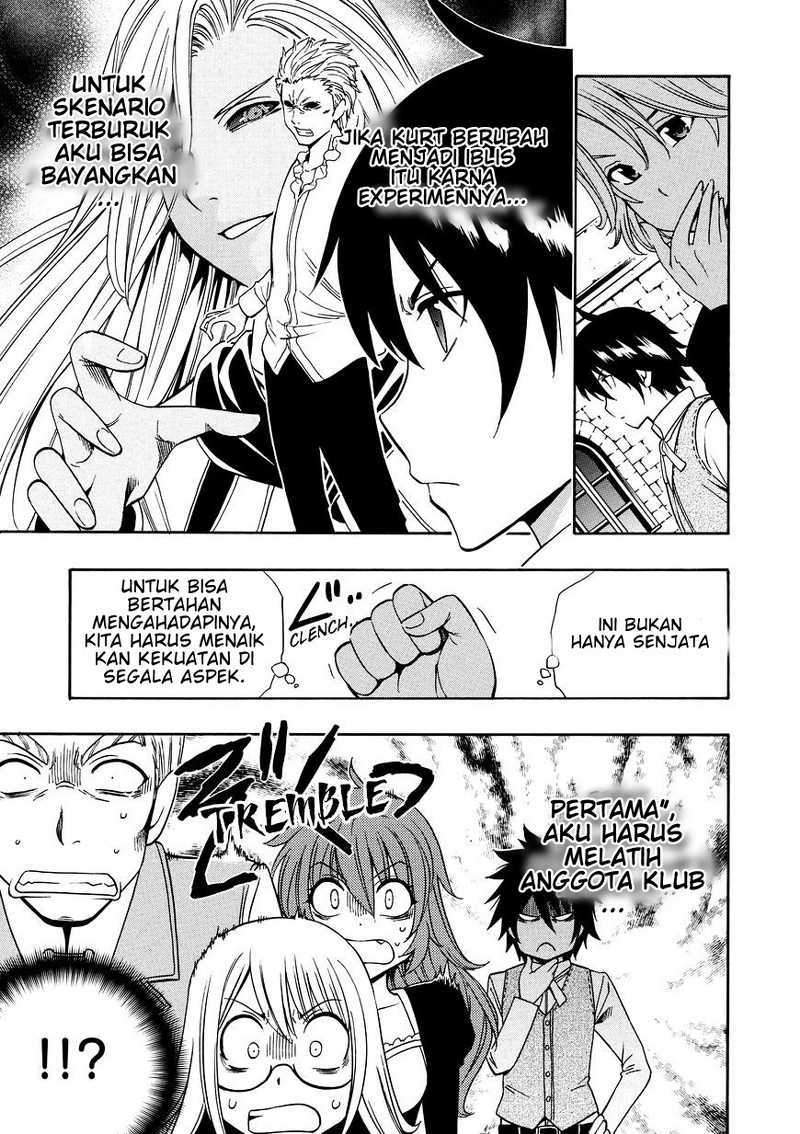 JIKA KURT BERUBAH
MENJADI IBLIS
ITU KARNA
EXPERIMENNYA...
UNTUK
SKENARIO
TERBURUK
AKU BISA
BAYANGKAN
...
INI BUKAN
HANYA SENJATA
グッ..
CLENCH..
UNTUK BISA
BERTAHAN
MENGAHADAPINYA,
KITA HARUS MENAIK
KAN KEKUATAN DI
SEGALA ASPEK.
PERTAMA",
AKU HARUS
MELATIH
ANGGOTA KLUB
...
TREMBLE
!!?